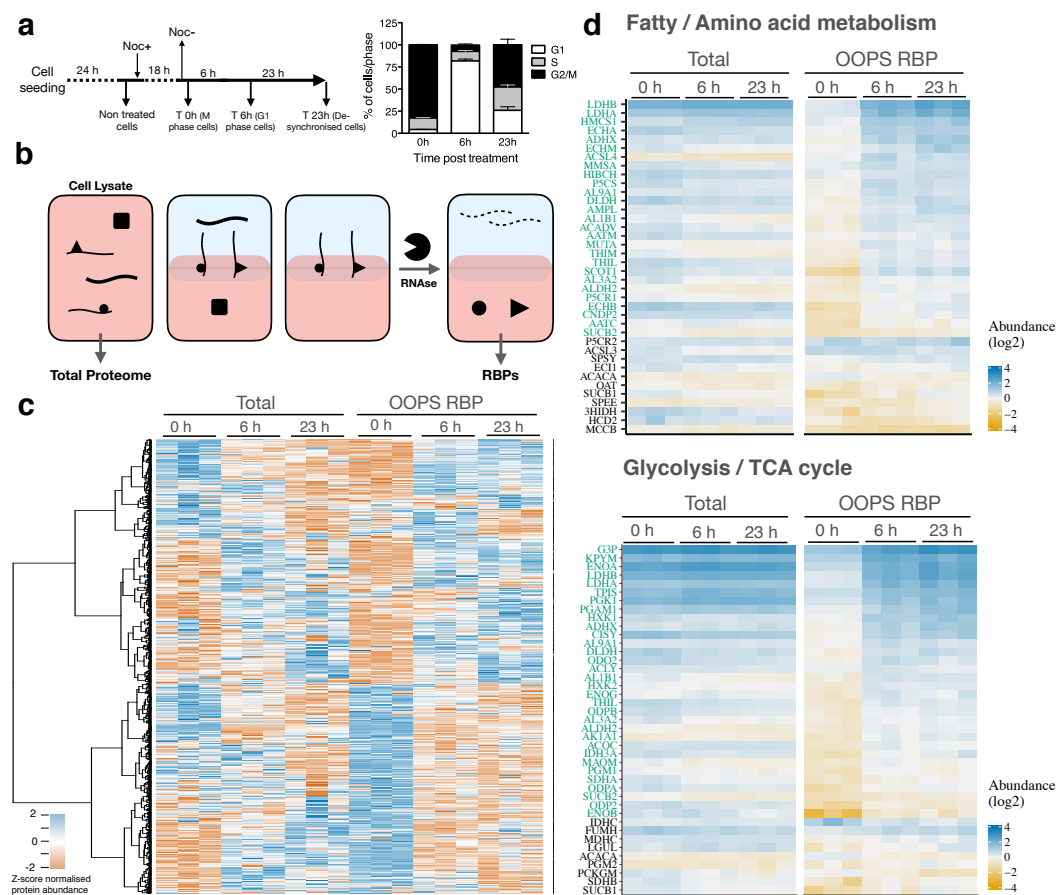 a
Noc+
Noc-
24 h
18 h
6 h
23 h
Cell
seeding
Non treated
cells
T 0h (M
phase cells)
T 6h (G1
phase cells)
T 23h (De-
synchronised cells)
% of cells/phase
125
100
75
50
25
0
0h
6h
23h
Time post treatment
G1
S
G2/M
b
Cell Lysate
RNAse
Total Proteome
RBPs
c
Total
OOPS RBP
0 h
6 h
23 h
0 h
6 h
23 h
2
0
-2
Z-score normalised
protein abundance
d
Fatty / Amino acid metabolism
Total
OOPS RBP
0 h
6 h
23 h
0 h
6 h
23 h
LDHB
LDHA
HMCS1
ECHA
ADHX
ECHM
ACSL4
MMSA
HIBCH
P5CS
AL9A1
DLDH
AMPL
AL1B1
ACADV
AATM
MUTA
THIM
THIL
SCOT1
AL3A2
ALDH2
P5CR1
ECHB
CNDP2
AATC
SUCB2
P5CR2
ACSL3
SPSY
ECI1
ACACA
OAT
SUCB1
SPEE
3HIDH
HCD2
MCCB
Abundance
(log2)
4
2
0
−2
−4
Glycolysis / TCA cycle
Total
OOPS RBP
0 h
6 h
23 h
0 h
6 h
23 h
G3P
KPYM
ENOA
LDHB
LDHA
TPIS
PGK1
PGAM1
HXK1
ADHX
CISY
AL9A1
DLDH
ODO2
ACLY
AL1B1
HXK2
ENOG
THIL
ODPB
AL3A2
ALDH2
AK1A1
ACOC
IDH3A
MAOM
PGM1
SDHA
ODPA
SUCB2
ODP2
ENOB
IDHC
FUMH
MDHC
LGUL
ACACA
PGM2
PCKGM
SDHB
SUCB1
Abundance
(log2)
4
2
0
−2
−4